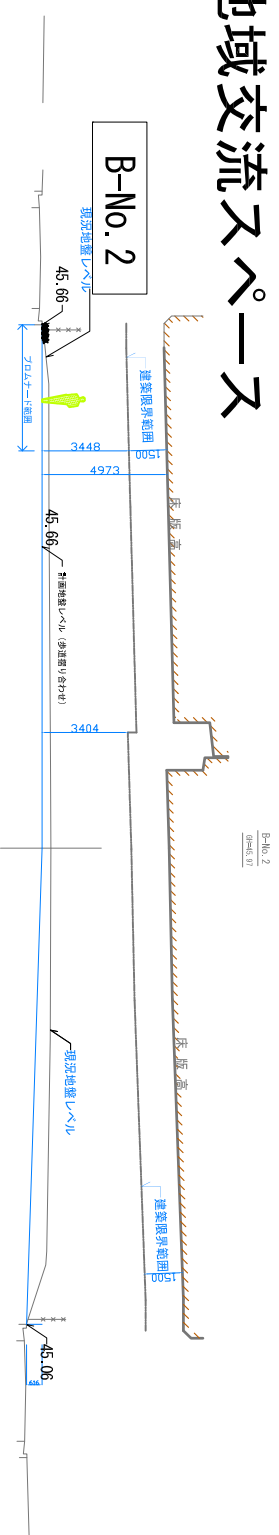 地域交流スペース
B-No.2
現況地盤レベル
45.66
プロムナード範囲
3448
4973
1500
建築限界範囲
床版高
45.66
計画地盤レベル（歩道摺り合わせ）
3404
B-No.2
GH=45.97
床版高
現況地盤レベル
建築限界範囲
1500
45.06